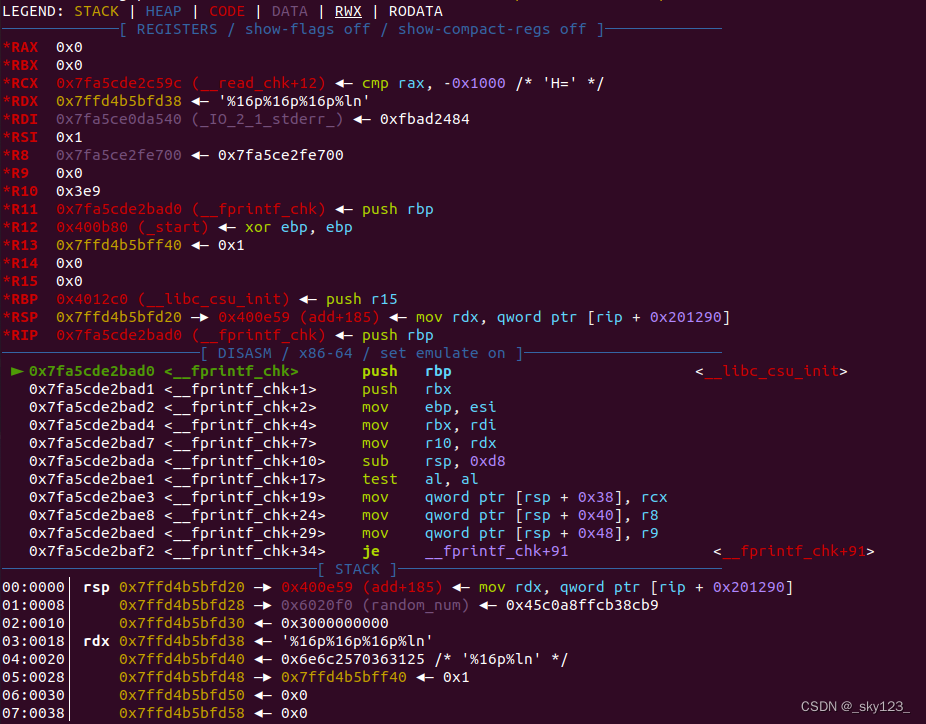 LEGEND: STACK | HEAP | CODE | DATA | RWX | RODATA
[ REGISTERS / show-flags off / show-compact-regs off ]
*RAX 0x0
*RBX 0x0
*RCX 0x7fa5cde2c59c (__read_chk+12) ◂— cmp rax, -0x1000 /* 'H=' */
*RDX 0x7ffd4b5bfd38 ◂— '%16p%16p%16p%ln'
*RDI 0x7fa5ce0da540 (_IO_2_1_stderr_) ◂— 0xfbad2484
*RSI 0x1
*R8 0x7fa5ce2fe700 ◂— 0x7fa5ce2fe700
*R9 0x0
*R10 0x3e9
*R11 0x7fa5cde2bad0 (__fprintf_chk) ◂— push rbp
*R12 0x400b80 (_start) ◂— xor ebp, ebp
*R13 0x7ffd4b5bff40 ◂— 0x1
*R14 0x0
*R15 0x0
*RBP 0x4012c0 (__libc_csu_init) ◂— push r15
*RSP 0x7ffd4b5bfd20 —▸ 0x400e59 (add+185) ◂— mov rdx, qword ptr [rip + 0x201290]
*RIP 0x7fa5cde2bad0 (__fprintf_chk) ◂— push rbp
[ DISASM / x86-64 / set emulate on ]
► 0x7fa5cde2bad0 <__fprintf_chk> push rbp <__libc_csu_init>
0x7fa5cde2bad1 <__fprintf_chk+1> push rbx
0x7fa5cde2bad2 <__fprintf_chk+2> mov ebp, esi
0x7fa5cde2bad4 <__fprintf_chk+4> mov rbx, rdi
0x7fa5cde2bad7 <__fprintf_chk+7> mov r10, rdx
0x7fa5cde2bada <__fprintf_chk+10> sub rsp, 0xd8
0x7fa5cde2bae1 <__fprintf_chk+17> test al, al
0x7fa5cde2bae3 <__fprintf_chk+19> mov qword ptr [rsp + 0x38], rcx
0x7fa5cde2bae8 <__fprintf_chk+24> mov qword ptr [rsp + 0x40], r8
0x7fa5cde2baed <__fprintf_chk+29> mov qword ptr [rsp + 0x48], r9
0x7fa5cde2baf2 <__fprintf_chk+34> je __fprintf_chk+91 <__fprintf_chk+91>
[ STACK ]
00:0000│ rsp 0x7ffd4b5bfd20 —▸ 0x400e59 (add+185) ◂— mov rdx, qword ptr [rip + 0x201290]
01:0008│ 0x7ffd4b5bfd28 —▸ 0x6020f0 (random_num) ◂— 0x45c0a8ffcb38cb9
02:0010│ 0x7ffd4b5bfd30 ◂— 0x3000000000
03:0018│ rdx 0x7ffd4b5bfd38 ◂— '%16p%16p%16p%ln'
04:0020│ 0x7ffd4b5bfd40 ◂— 0x6e6c2570363125 /* '%16p%ln' */
05:0028│ 0x7ffd4b5bfd48 —▸ 0x7ffd4b5bff40 ◂— 0x1
06:0030│ 0x7ffd4b5bfd50 ◂— 0x0
07:0038│ 0x7ffd4b5bfd58 ◂— 0x0
CSDN @_sky123_